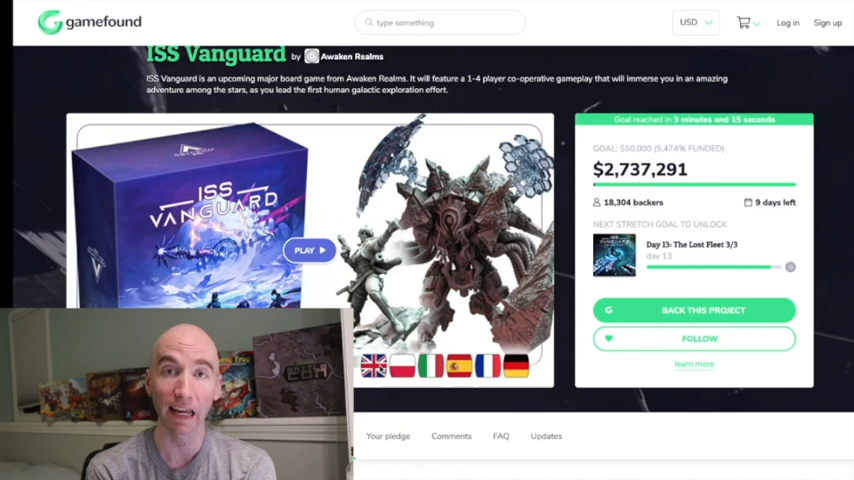 gamefound
type something
USD
Log in
Sign up
ISS Vanguard by Awaken Realms
ISS Vanguard is an upcoming major board game from Awaken Realms. It will feature a 1-4 player co-operative gameplay that will immerse you in an amazing
adventure among the stars, as you lead the first human galactic exploration effort.
ISS
VANGUARD
PLAY
Goal reached in 3 minutes and 15 seconds
GOAL: $50,000 (5,474% FUNDED)
$2,737,291
18,304 backers
9 days left
NEXT STRETCH GOAL TO UNLOCK
ISS
VANGUARD
Day 13: The Lost Fleet 3/3
day 13
BACK THIS PROJECT
FOLLOW
learn more
Your pledge
Comments
FAQ
Updates